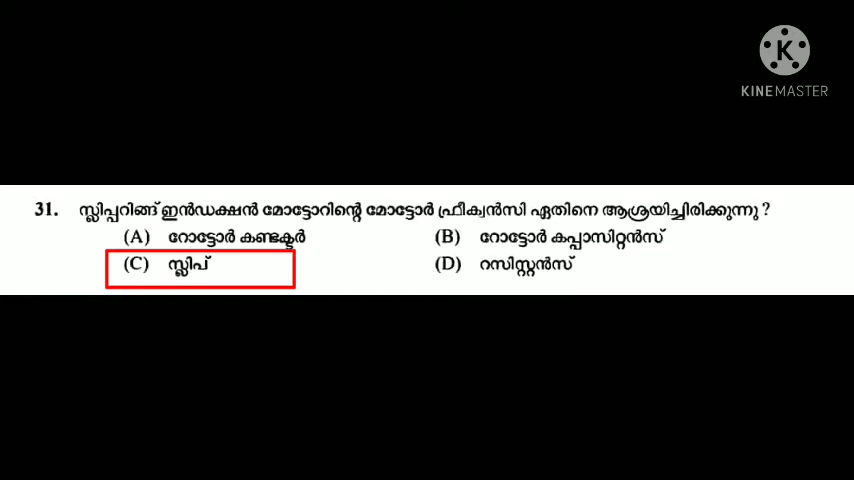 K
KINEMASTER
31. സ്ലിപ്പറിങ്ങ് ഇൻഡക്ഷൻ മോട്ടോറിന്റെ മോട്ടോർ ഫ്രീക്വൻസി ഏതിനെ ആശ്രയിച്ചിരിക്കുന്നു ?
(A) റോട്ടോർ കണ്ടക്ടർ (B) റോട്ടോർ കപ്പാസിറ്റൻസ്
(C) സ്ലിപ് (D) റസിസ്റ്റൻസ്